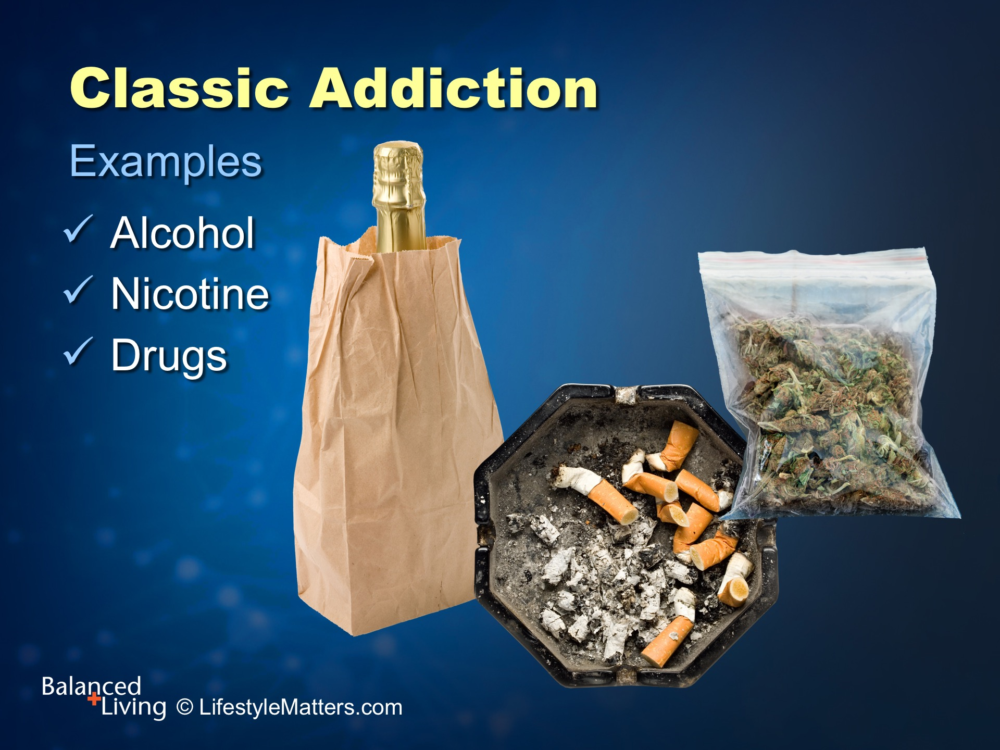 Classic Addiction
Examples
✓ Alcohol
✓ Nicotine
✓ Drugs
Balanced
+Living © LifestyleMatters.com